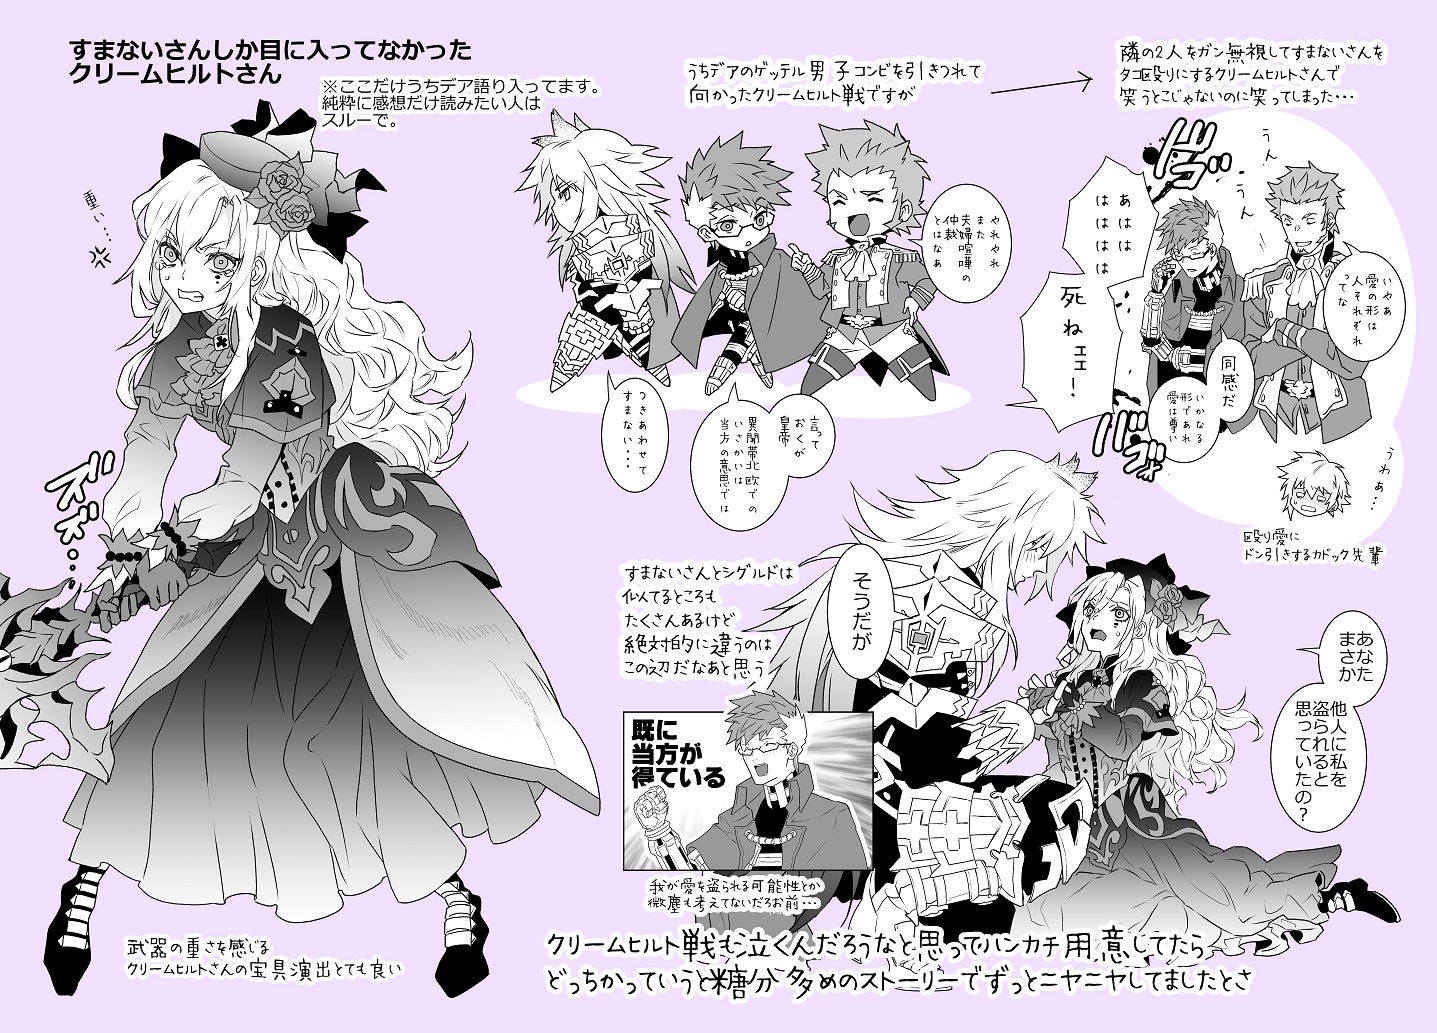 すまないさんしか目に入ってなかった
クリームヒルトさん
※ここだけうちデア語り入ってます。
純粋に感想だけ読みたい人は
スルーで。
うちデアのゲッテル男子コンビを引きつれて
向かったクリームヒルト戦ですが
隣の2人をガン無視してすまないさんを
タコ殴りにするクリームヒルトさんで
笑うとこじゃないのに笑ってしまった…
重い…
ズド…
やれやれ
また
夫婦喧嘩の
仲裁
とはなあ
言って
おくが
皇帝
異聞帯北欧での
いさかいは
当方の意思では
つきあわせて
すまない…
ドゴッ
うん
うん
あははは
はははは
死ねェェ!
いやあ
愛の形は
人それぞれ
でな?
同感だ
いかなる
形であれ
愛は尊い
バゴッ
うわぁ…
殴り愛に
ドン引きするカドック先輩
すまないさんとシグルドは
似てるところも
たくさんあるけど
絶対的に違うのは
この辺だなあと思う
そうだが
あなた
まさか
他人に私を
盗られると
思っていたの?
既に
当方が
得ている
我が愛を盗られる可能性とか
微塵も考えてないだろお前…
武器の重さを感じる
クリームヒルトさんの宝具演出とても良い
クリームヒルト戦も泣くんだろうなと思ってハンカチ用意してたら
どっちかっていうと糖分多めのストーリーでずっとニヤニヤしてましたとさ